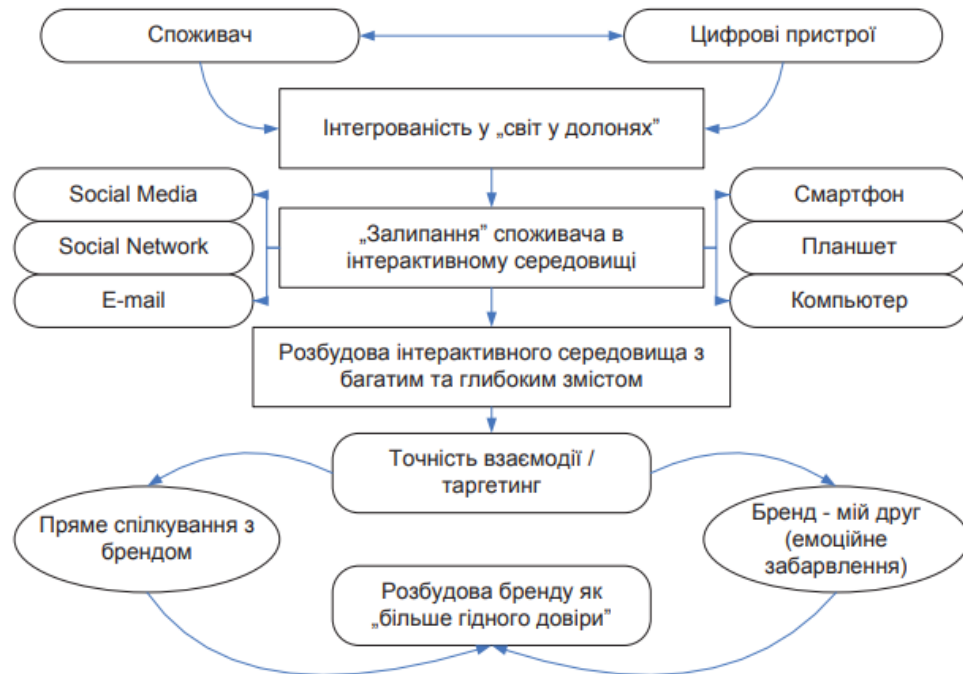 Споживач
Цифрові пристрої
Інтегрованість у „світ у долонях”
Social Media
Смартфон
„Залипання” споживача в
інтерактивному середовищі
Social Network
Планшет
E-mail
Компьютер
Розбудова інтерактивного середовища з
багатим та глибоким змістом
Точність взаємодії /
таргетинг
Пряме спілкування з
брендом
Бренд - мій друг
(емоційне
забарвлення)
Розбудова бренду як
„більше гідного довіри”